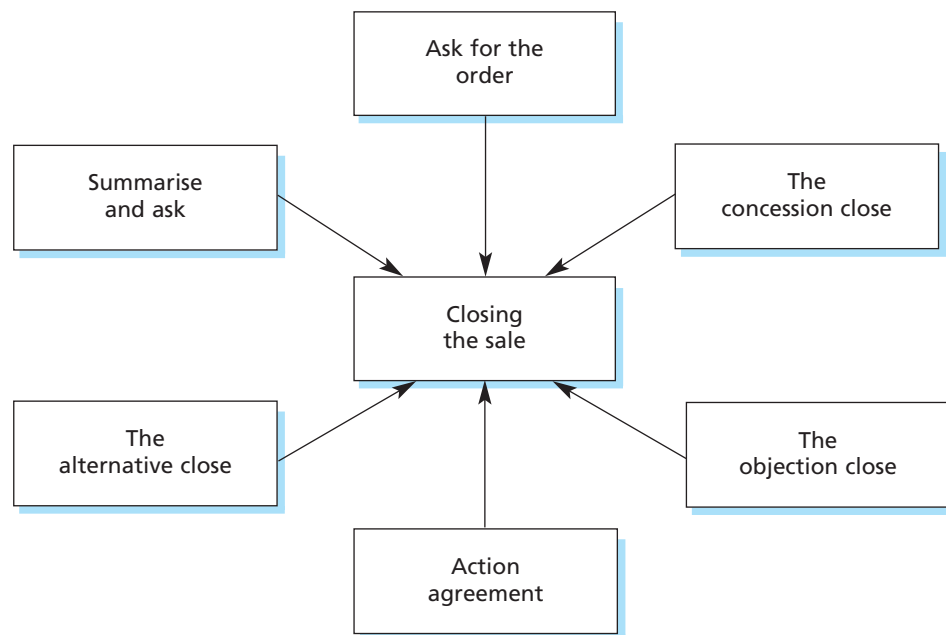 Ask for the
order
Summarise
and ask
The
concession close
Closing
the sale
The
alternative close
The
objection close
Action
agreement